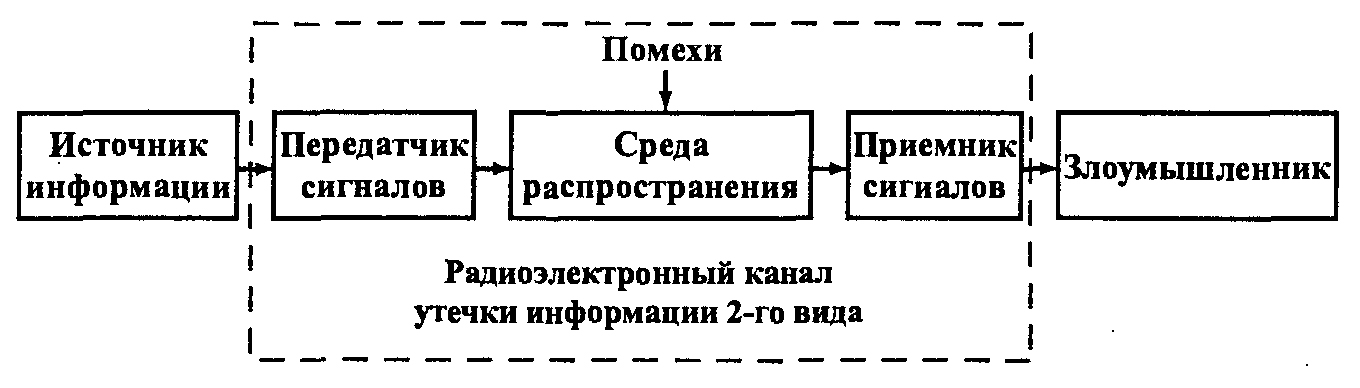 Помехи
Источник
информации
Передатчик
сигналов
Среда
распространения
Приемник
сигиалов
Злоумышленник
Радиоэлектронный канал
утечки информации 2-го вида